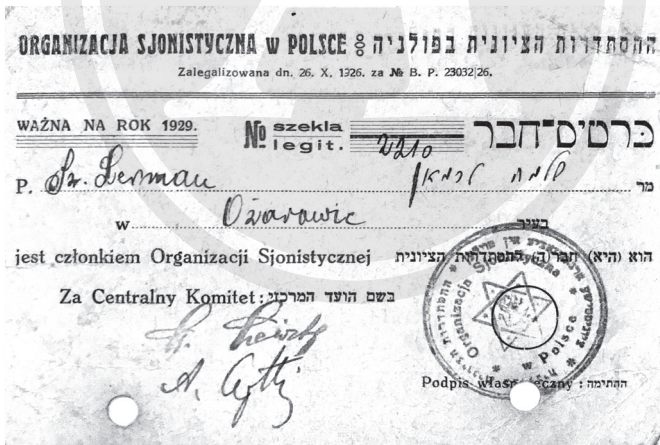 ORGANIZACJA SJONISTYCZNA w POLSCE ההסתדרות הציונית בפולניה
Zalegalizowana dn. 26. X. 1926. za № B. P. 23032/26.
WAŻNA NA ROK 1929. № szekla legit. 2210 כרטיס־חבר
P. Sz. Lerman שלמה לרמאן מר
w Ożarowie בעיר
jest członkiem Organizacji Sjonistycznej הוא (היא) חבר(ה) להסתדרות הציונית
Za Centralny Komitet: בשם הועד המרכזי
Organizacja Sjonistyczna w Polsce
Podpis własnoręczny: החתימה